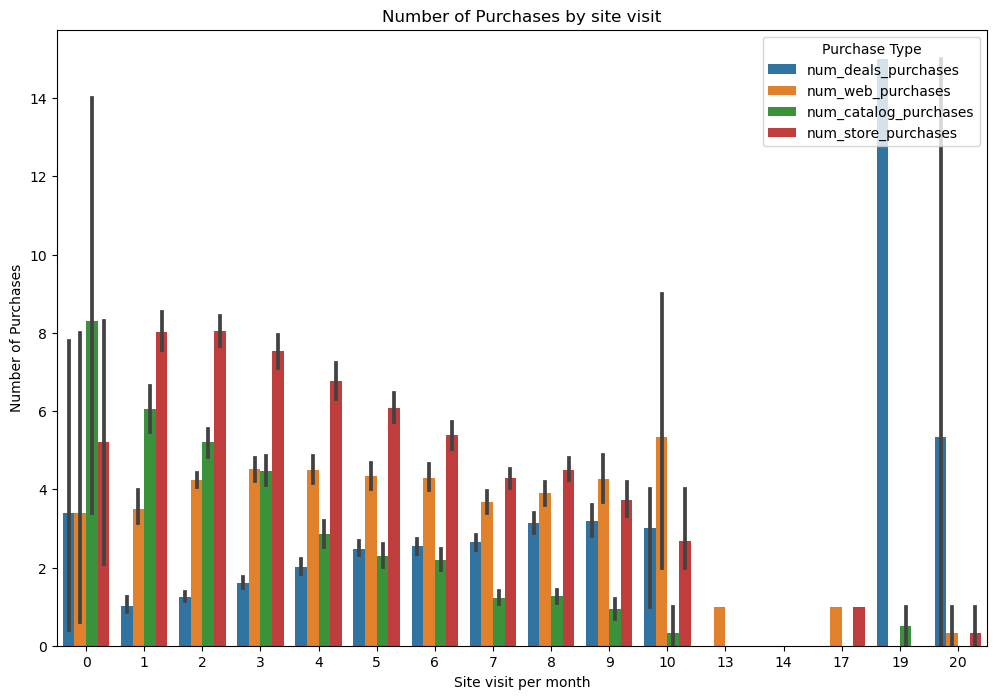 Number of Purchases by site visit
Purchase Type
num_deals_purchases
num_web_purchases
num_catalog_purchases
num_store_purchases
Number of Purchases
14
12
10
8
6
4
2
0
0 1 2 3 4 5 6 7 8 9 10 13 14 17 19 20
Site visit per month